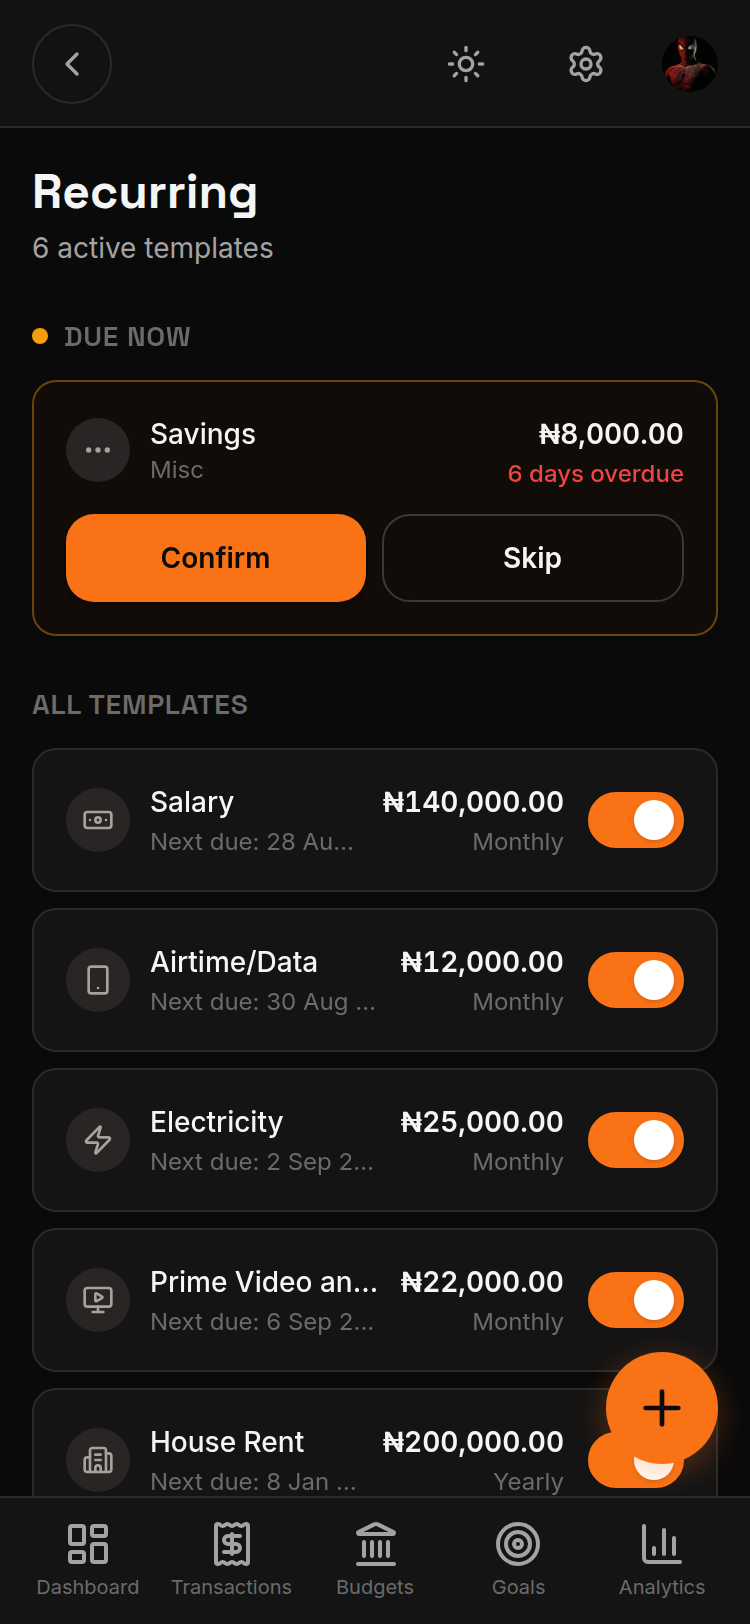 Recurring
6 active templates
DUE NOW
Savings
₦8,000.00
Misc
6 days overdue
Confirm
Skip
ALL TEMPLATES
Salary
₦140,000.00
Next due: 28 Au...
Monthly
Airtime/Data
₦12,000.00
Next due: 30 Aug ...
Monthly
Electricity
₦25,000.00
Next due: 2 Sep 2...
Monthly
Prime Video an...
₦22,000.00
Next due: 6 Sep 2...
Monthly
House Rent
₦200,000.00
Next due: 8 Jan ...
Yearly
Dashboard
Transactions
Budgets
Goals
Analytics